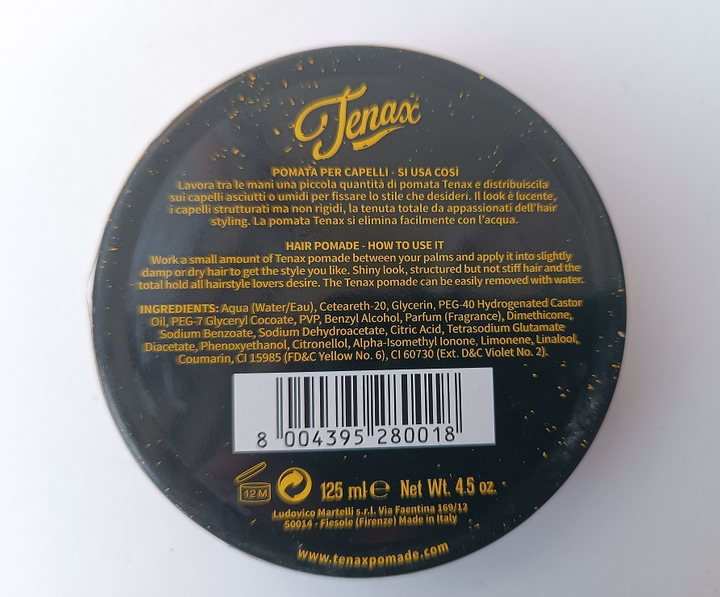 Tenax
POMATA PER CAPELLI - SI USA COSÌ
Lavora tra le mani una piccola quantità di pomata Tenax e distribuiscila
sui capelli asciutti o umidi per fissare lo stile che desideri. Il look è lucente,
i capelli strutturati ma non rigidi, la tenuta totale da appassionati dell'hair
styling. La pomata Tenax si elimina facilmente con l'acqua.
HAIR POMADE - HOW TO USE IT
Work a small amount of Tenax pomade between your palms and apply it into slightly
damp or dry hair to get the style you like. Shiny look, structured but not stiff hair and the
total hold all hairstyle lovers desire. The Tenax pomade can be easily removed with water.
INGREDIENTS: Aqua (Water/Eau), Ceteareth-20, Glycerin, PEG-40 Hydrogenated Castor
Oil, PEG-7 Glyceryl Cocoate, PVP, Benzyl Alcohol, Parfum (Fragrance), Dimethicone,
Sodium Benzoate, Sodium Dehydroacetate, Citric Acid, Tetrasodium Glutamate
Diacetate, Phenoxyethanol, Citronellol, Alpha-Isomethyl Ionone, Limonene, Linalool,
Coumarin, CI 15985 (FD&C Yellow No. 6), CI 60730 (Ext. D&C Violet No. 2).
8 004395 280018
12 M
125 ml e Net Wt. 4.5 oz.
Ludovico Martelli s.r.l. Via Faentina 169/12
50014 - Fiesole (Firenze) Made in Italy
www.tenaxpomade.com